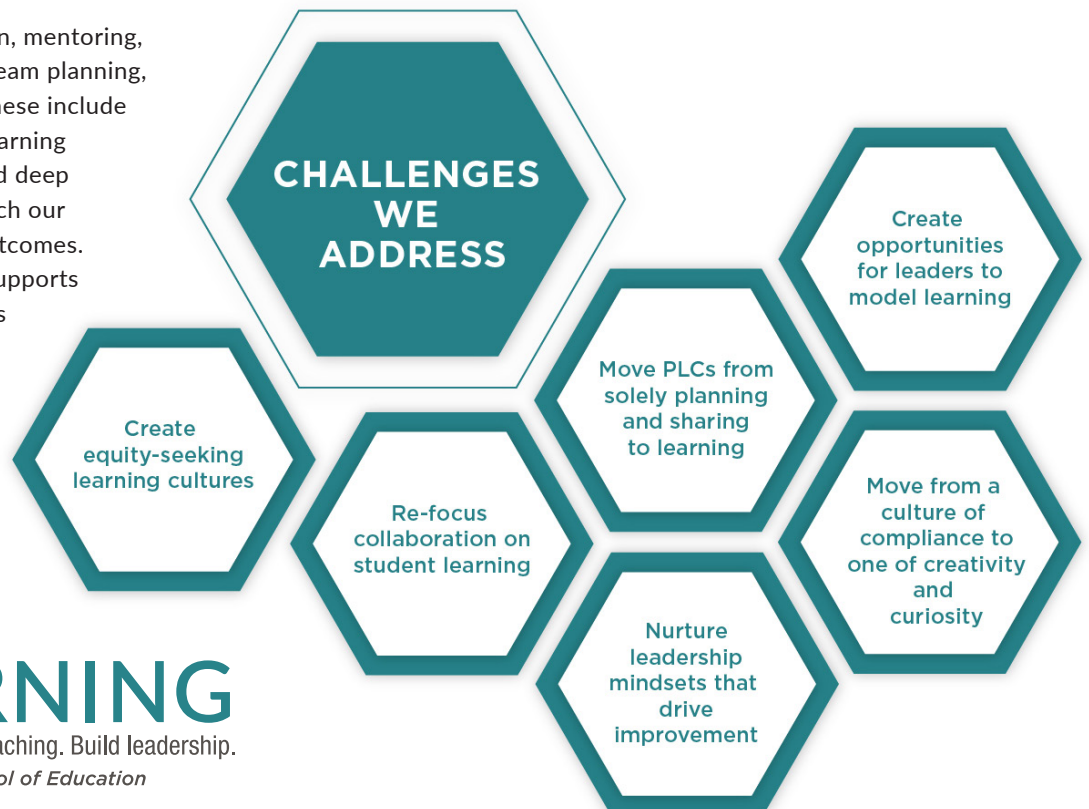 n, mentoring,
eam planning,
hese include
arning
d deep
ch our
tcomes.
upports
s
CHALLENGES
WE
ADDRESS
Create
opportunities
for leaders to
model learning
Move PLCs from
solely planning
and sharing
to learning
Create
equity-seeking
learning cultures
Re-focus
collaboration on
student learning
Move from a
culture of
compliance to
one of creativity
and
curiosity
Nurture
leadership
mindsets that
drive
improvement
RNING
aching. Build leadership.
ol of Education